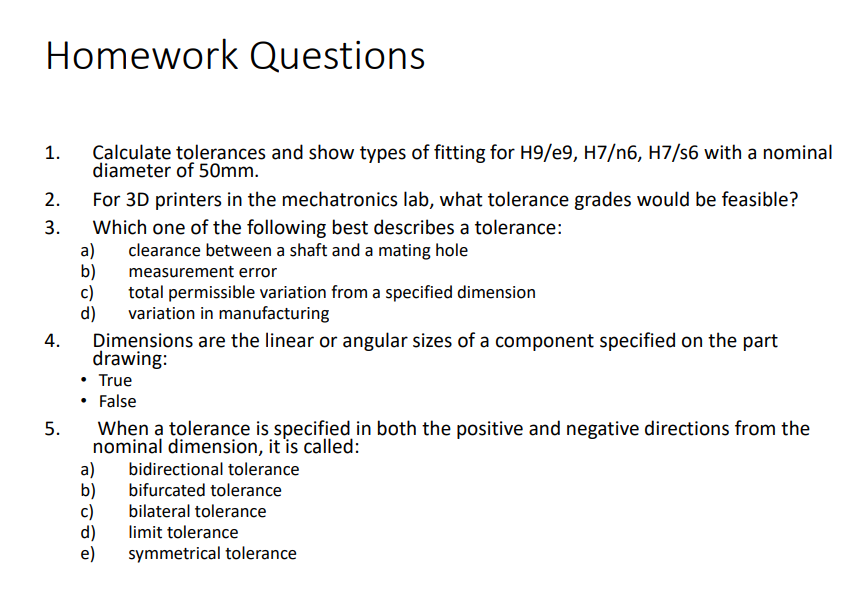 Homework Questions
1. Calculate tolerances and show types of fitting for H9/e9, H7/n6, H7/s6 with a nominal
diameter of 50mm.
2. For 3D printers in the mechatronics lab, what tolerance grades would be feasible?
3. Which one of the following best describes a tolerance:
a) clearance between a shaft and a mating hole
b) measurement error
c) total permissible variation from a specified dimension
d) variation in manufacturing
4. Dimensions are the linear or angular sizes of a component specified on the part
drawing:
• True
• False
5. When a tolerance is specified in both the positive and negative directions from the
nominal dimension, it is called:
a) bidirectional tolerance
b) bifurcated tolerance
c) bilateral tolerance
d) limit tolerance
e) symmetrical tolerance